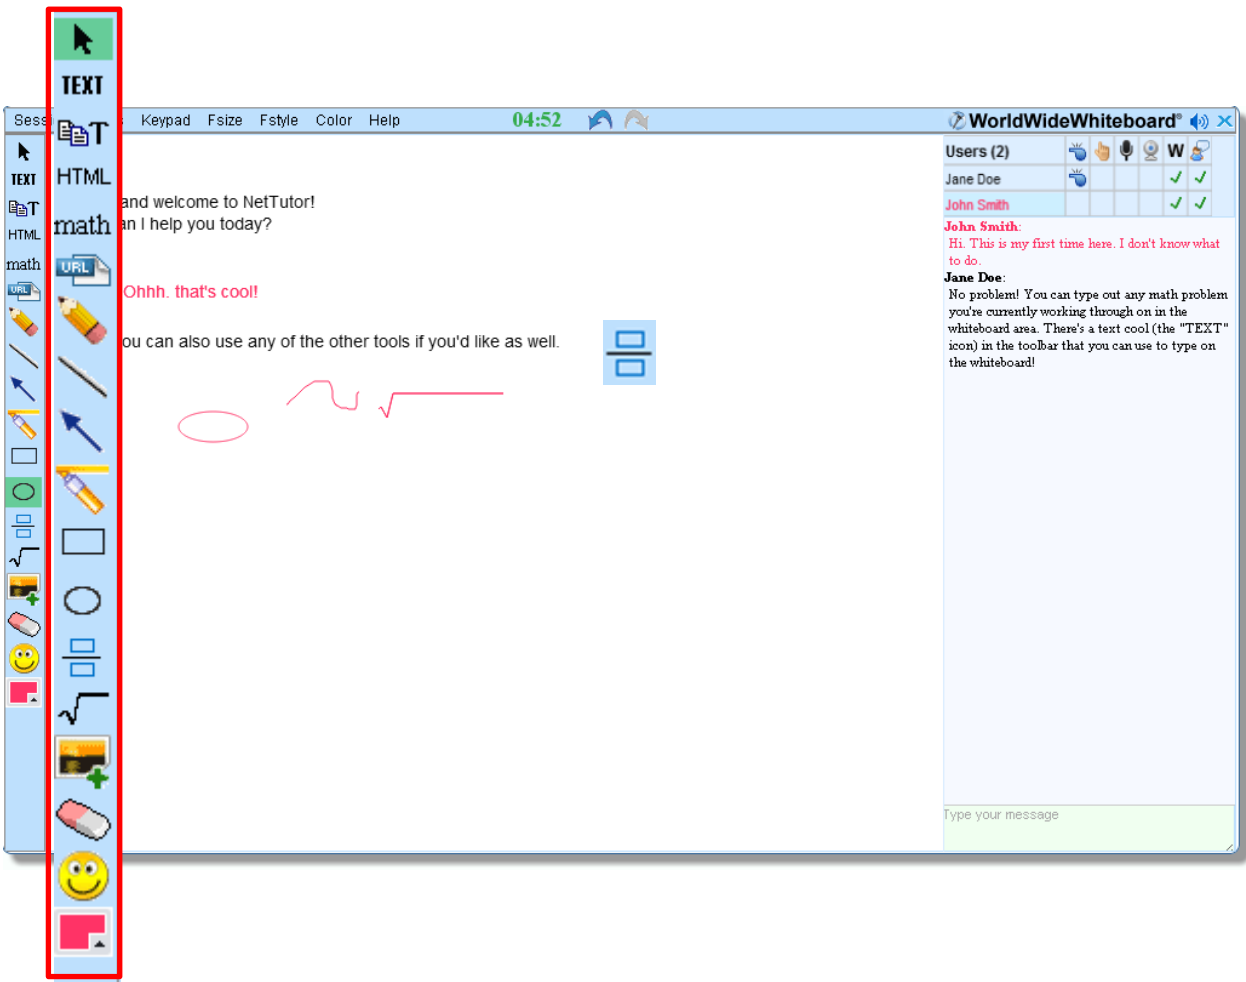 TEXT
T
HTML
math
URL
Sess
Keypad Fsize Fstyle Color Help 04:52 WorldWideWhiteboard®
TEXT
T
HTML
math
URL
and welcome to NetTutor!
an I help you today?
Ohhh. that's cool!
ou can also use any of the other tools if you'd like as well.
Users (2) W
Jane Doe
John Smith
John Smith:
Hi. This is my first time here. I don't know what
to do.
Jane Doe:
No problem! You can type out any math problem
you're currently working through on in the
whiteboard area. There's a text cool (the "TEXT"
icon) in the toolbar that you can use to type on
the whiteboard!
Type your message